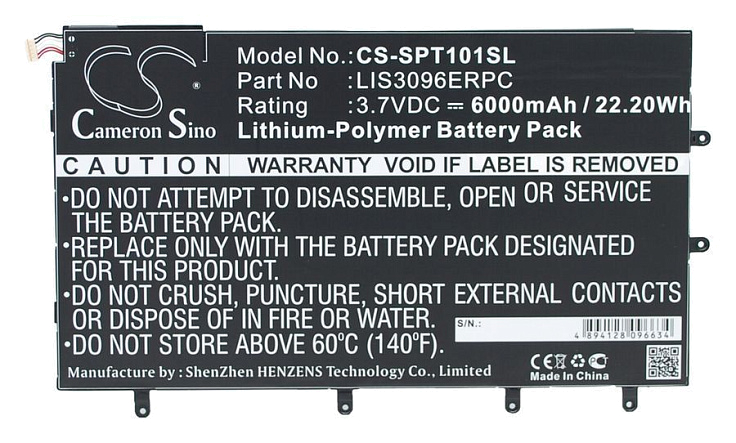 CS
Cameron Sino
Model No.:CS-SPT101SL
Part No :LIS3096ERPC
Rating :3.7VDC ⎓ 6000mAh / 22.20Wh
Lithium-Polymer Battery Pack
CAUTION WARRANTY VOID IF LABEL IS REMOVED
•DO NOT ATTEMPT TO DISASSEMBLE, OPEN OR SERVICE
THE BATTERY PACK.
•REPLACE ONLY WITH THE BATTERY PACK DESIGNATED
FOR THIS PRODUCT.
•DO NOT CRUSH, PUNCTURE, SHORT EXTERNAL CONTACTS
OR DISPOSE OF IN FIRE OR WATER.
•DO NOT STORE ABOVE 60ºC (140ºF).
S/N:
4 894128 096634
Manufacture by : ShenZhen HENZENS Technology Co., Limited
Made In China